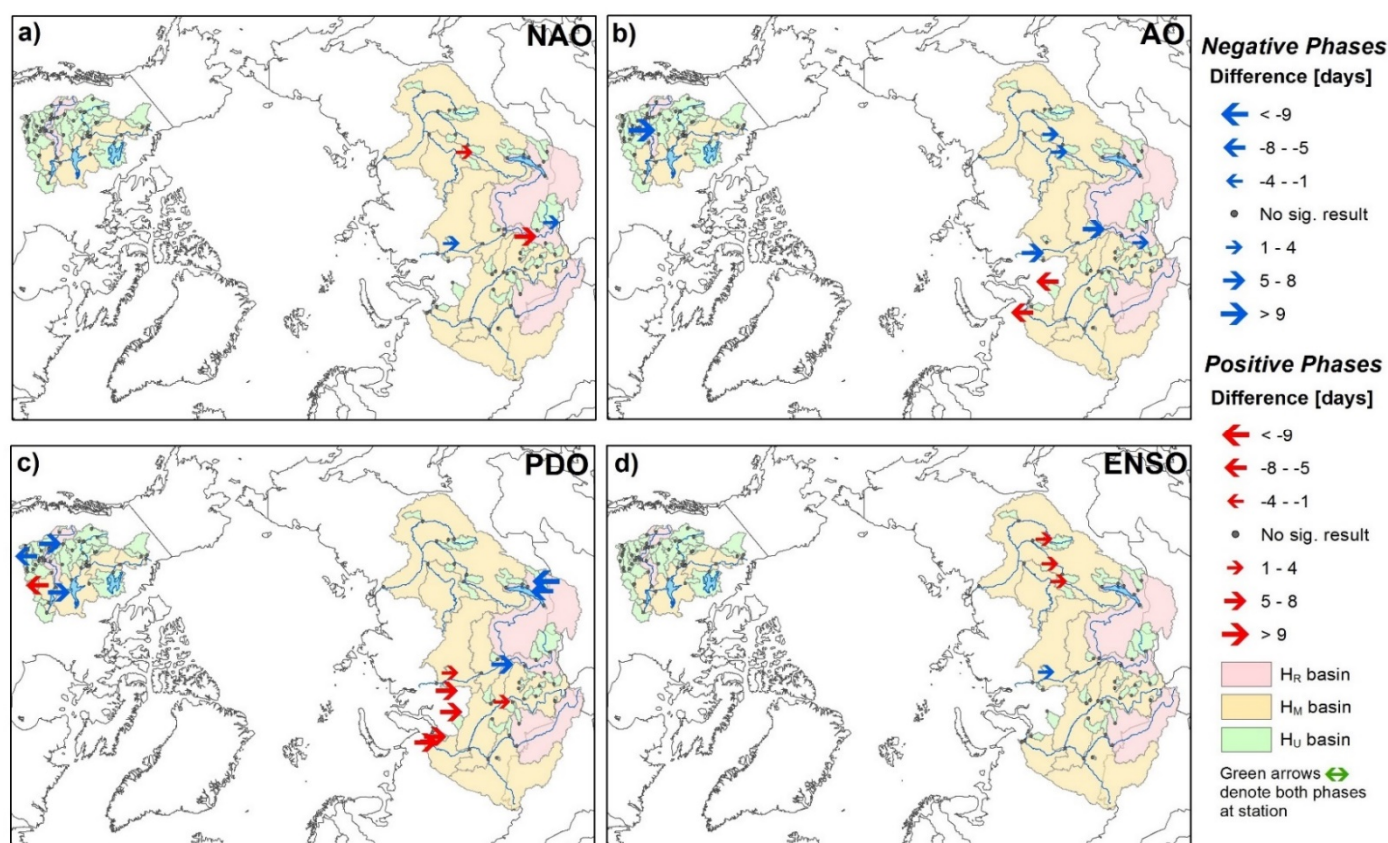 a)
NAO
b)
AO
c)
PDO
d)
ENSO
Negative Phases
Difference [days]
< -9
-8 - -5
-4 - -1
No sig. result
1 - 4
5 - 8
> 9
Positive Phases
Difference [days]
< -9
-8 - -5
-4 - -1
No sig. result
1 - 4
5 - 8
> 9
HR basin
HM basin
HU basin
Green arrows
denote both phases
at station